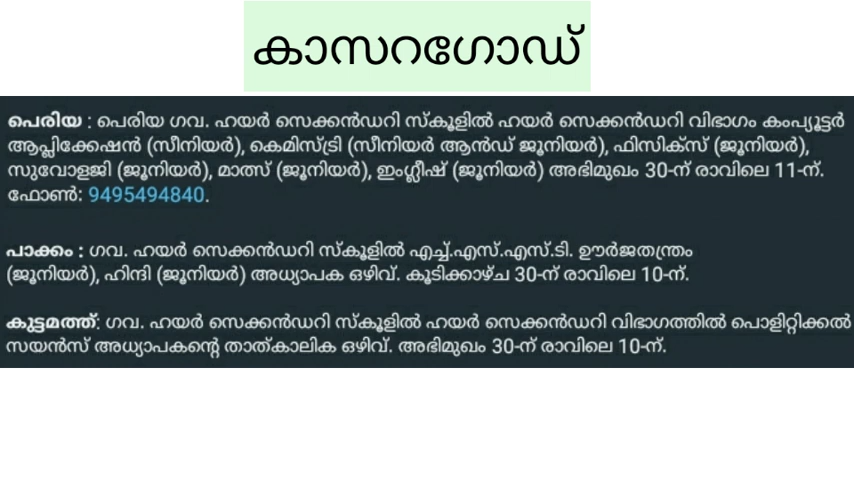 കാസറഗോഡ്
പെരിയ : പെരിയ ഗവ. ഹയർ സെക്കൻഡറി സ്കൂളിൽ ഹയർ സെക്കൻഡറി വിഭാഗം കംപ്യൂട്ടർ
ആപ്ലിക്കേഷൻ (സീനിയർ), കെമിസ്ട്രി (സീനിയർ ആൻഡ് ജൂനിയർ), ഫിസിക്സ് (ജൂനിയർ),
സുവോളജി (ജൂനിയർ), മാത്സ് (ജൂനിയർ), ഇംഗ്ലീഷ് (ജൂനിയർ) അഭിമുഖം 30-ന് രാവിലെ 11-ന്.
ഫോൺ: 9495494840.
പാക്കം : ഗവ. ഹയർ സെക്കൻഡറി സ്കൂളിൽ എച്ച്.എസ്.എസ്.ടി. ഊർജതന്ത്രം
(ജൂനിയർ), ഹിന്ദി (ജൂനിയർ) അധ്യാപക ഒഴിവ്. കൂടിക്കാഴ്ച 30-ന് രാവിലെ 10-ന്.
കുട്ടമത്ത്: ഗവ. ഹയർ സെക്കൻഡറി സ്കൂളിൽ ഹയർ സെക്കൻഡറി വിഭാഗത്തിൽ പൊളിറ്റിക്കൽ
സയൻസ് അധ്യാപകന്റെ താത്കാലിക ഒഴിവ്. അഭിമുഖം 30-ന് രാവിലെ 10-ന്.